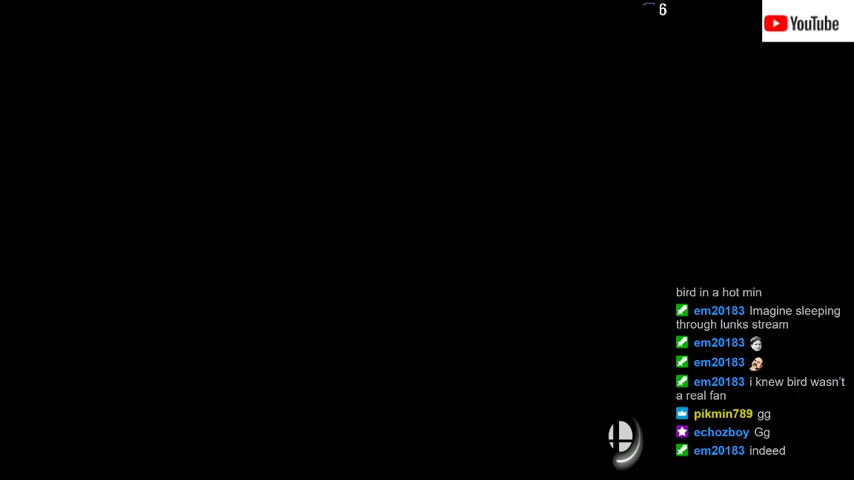 6
YouTube
bird in a hot min
em20183 Imagine sleeping
through lunks stream
em20183
em20183
em20183 i knew bird wasn't
a real fan
pikmin789 gg
echozboy Gg
em20183 indeed